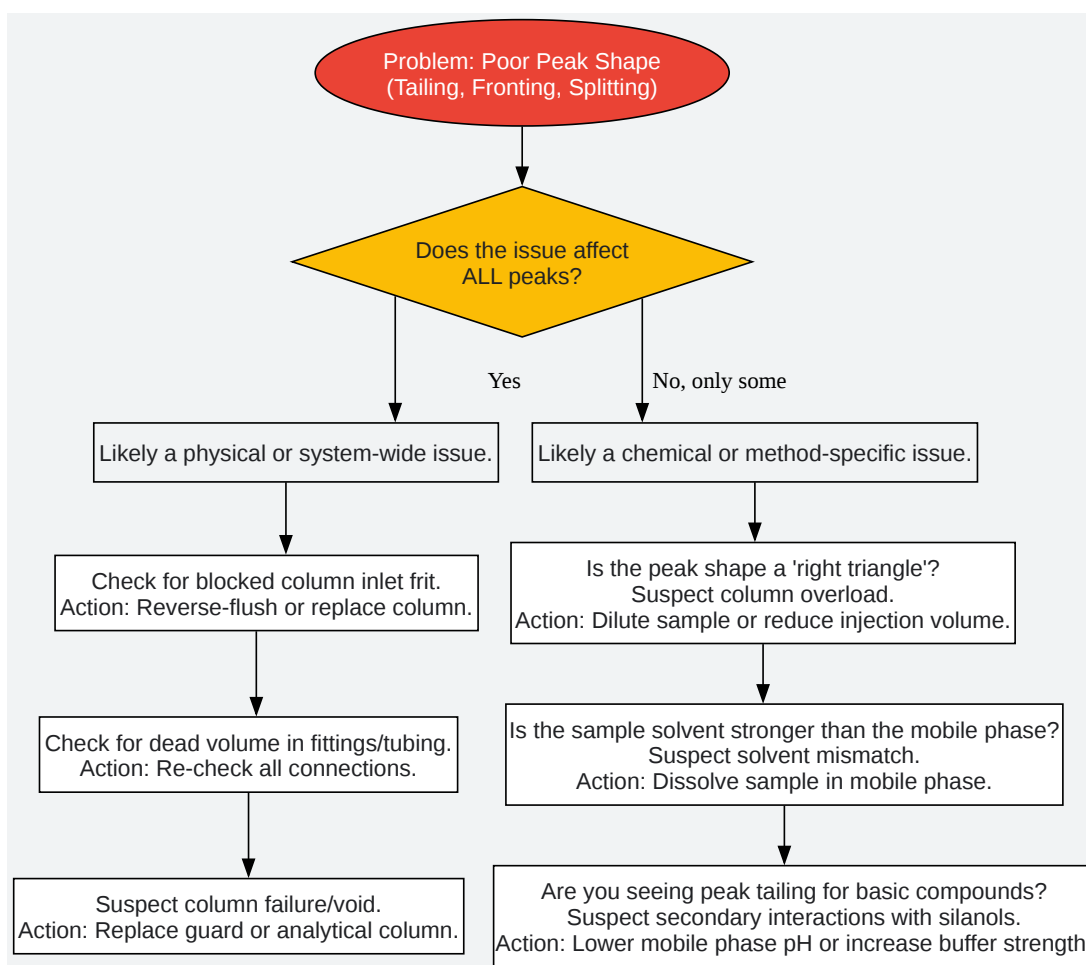 Problem: Poor Peak Shape
(Tailing, Fronting, Splitting)
Does the issue affect
ALL peaks?
Yes
No, only some
Likely a physical or system-wide issue.
Likely a chemical or method-specific issue.
Check for blocked column inlet frit.
Action: Reverse-flush or replace column.
Is the peak shape a 'right triangle'?
Suspect column overload.
Action: Dilute sample or reduce injection volume.
Check for dead volume in fittings/tubing.
Action: Re-check all connections.
Is the sample solvent stronger than the mobile phase?
Suspect solvent mismatch.
Action: Dissolve sample in mobile phase.
Suspect column failure/void.
Action: Replace guard or analytical column.
Are you seeing peak tailing for basic compounds?
Suspect secondary interactions with silanols.
Action: Lower mobile phase pH or increase buffer strength